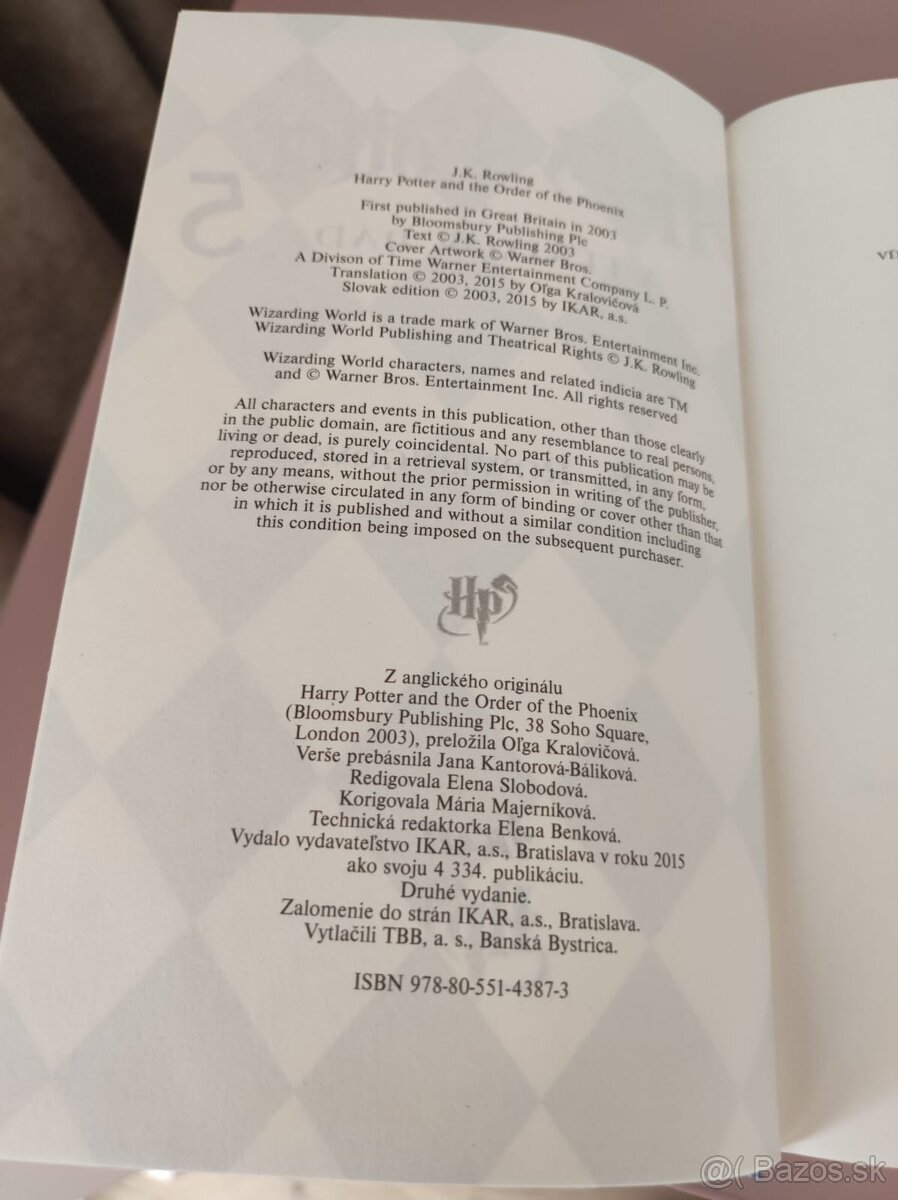 J.K. Rowling
Harry Potter and the Order of the Phoenix
First published in Great Britain in 2003
by Bloomsbury Publishing Plc
Text © J.K. Rowling 2003
Cover Artwork © Warner Bros.
A Divison of Time Warner Entertainment Company L. P.
Translation © 2003, 2015 by Oľga Kralovičová
Slovak edition © 2003, 2015 by IKAR, a.s.
Wizarding World is a trade mark of Warner Bros. Entertainment Inc.
Wizarding World Publishing and Theatrical Rights © J.K. Rowling
Wizarding World characters, names and related indicia are TM
and © Warner Bros. Entertainment Inc. All rights reserved
All characters and events in this publication, other than those clearly
in the public domain, are fictitious and any resemblance to real persons,
living or dead, is purely coincidental. No part of this publication may be
reproduced, stored in a retrieval system, or transmitted, in any form,
or by any means, without the prior permission in writing of the publisher,
nor be otherwise circulated in any form of binding or cover other than that
in which it is published and without a similar condition including
this condition being imposed on the subsequent purchaser.
Hp
Z anglického originálu
Harry Potter and the Order of the Phoenix
(Bloomsbury Publishing Plc, 38 Soho Square,
London 2003), preložila Oľga Kralovičová.
Verše prebásnila Jana Kantorová-Báliková.
Redigovala Elena Slobodová.
Korigovala Mária Majerníková.
Technická redaktorka Elena Benková.
Vydalo vydavateľstvo IKAR, a.s., Bratislava v roku 2015
ako svoju 4 334. publikáciu.
Druhé vydanie.
Zalomenie do strán IKAR, a.s., Bratislava.
Vytlačili TBB, a. s., Banská Bystrica.
ISBN 978-80-551-4387-3
5
@( Bazos.sk